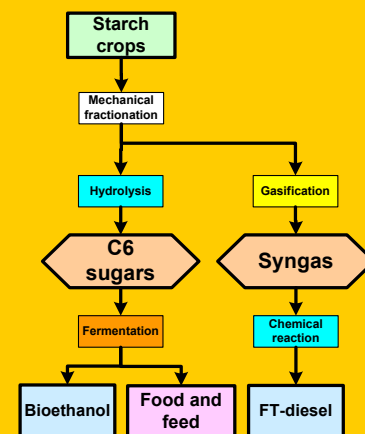 Starch
crops
Mechanical
fractionation
Hydrolysis
Gasification
C6
sugars
Syngas
Fermentation
Chemical
reaction
Bioethanol
Food and
feed
FT-diesel